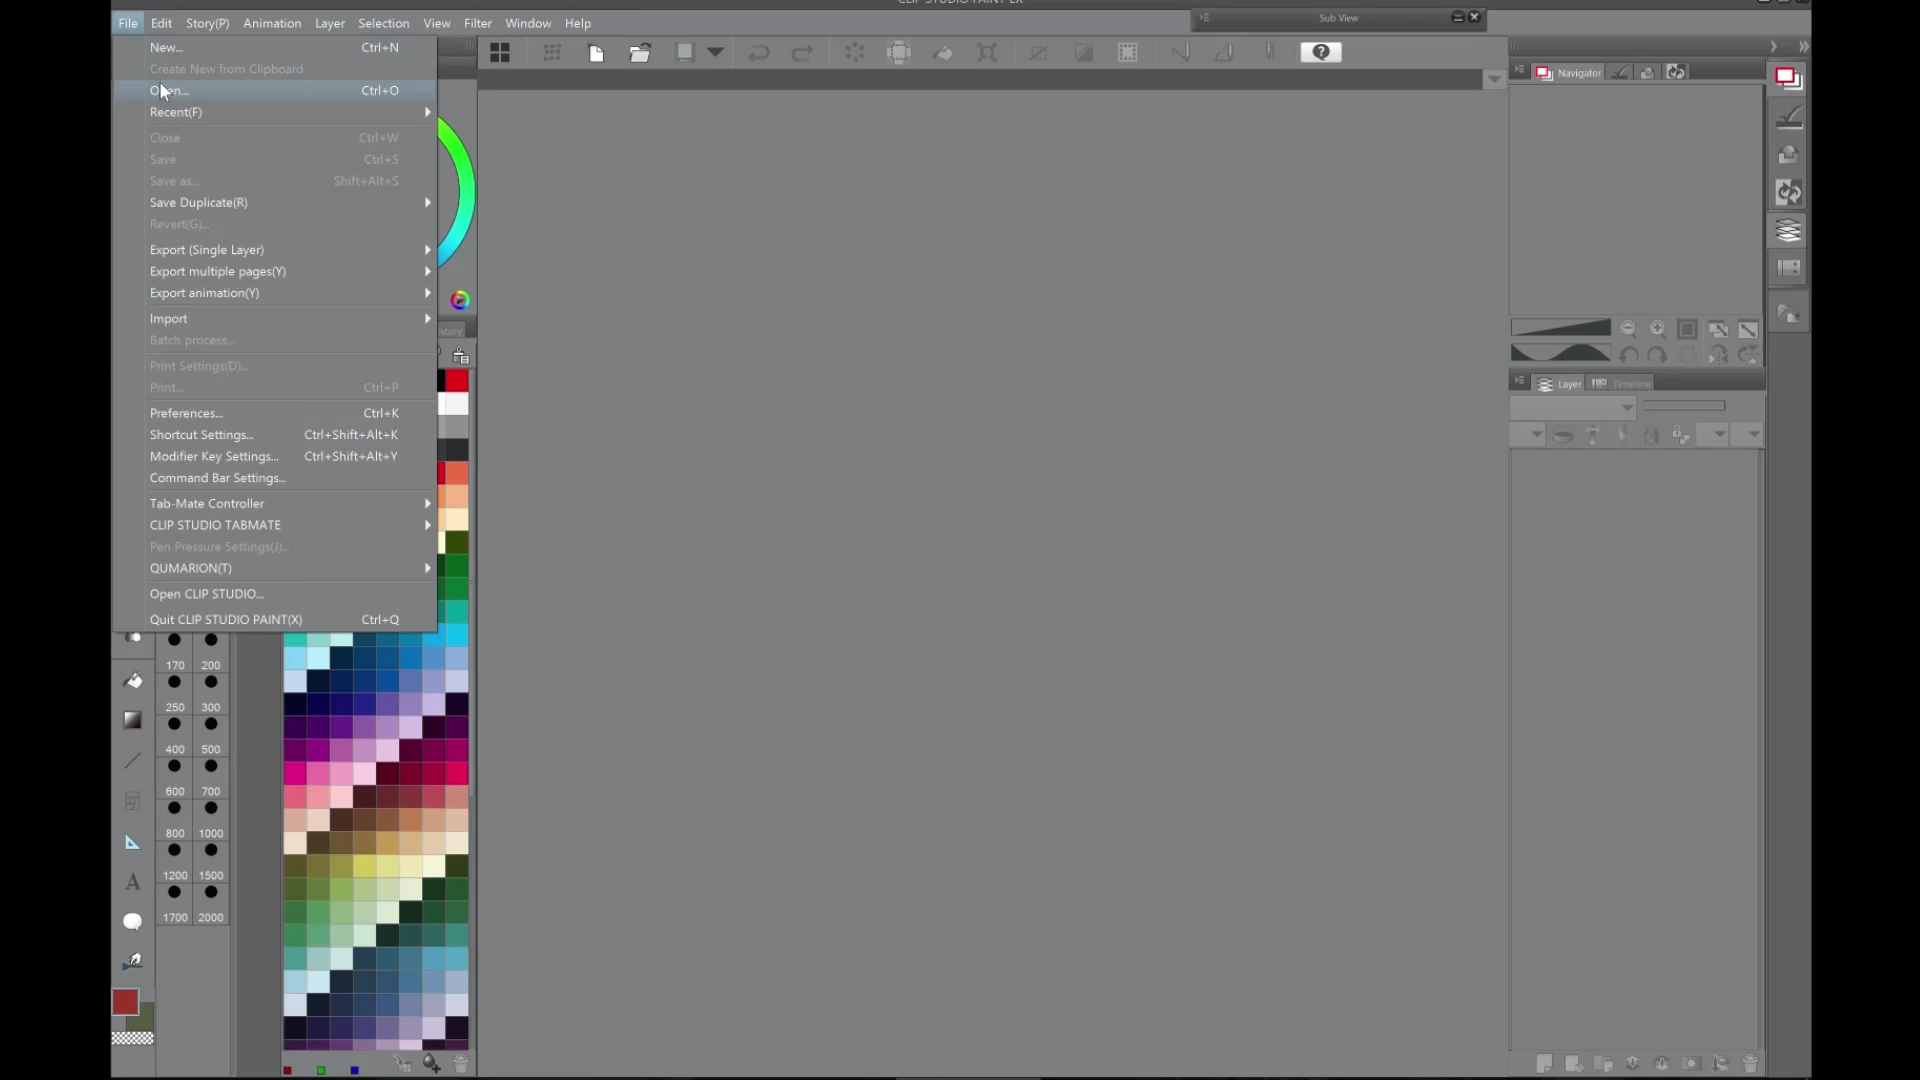 CLIP STUDIO PAINT EX
File Edit Story(P) Animation Layer Selection View Filter Window Help
Sub View
New... Ctrl+N
Create New from Clipboard
Open... Ctrl+O
Recent(F)
Close Ctrl+W
Save Ctrl+S
Save as... Shift+Alt+S
Save Duplicate(R)
Revert(G)...
Export (Single Layer)
Export multiple pages(Y)
Export animation(Y)
Import
Batch process...
Print Settings(D)...
Print... Ctrl+P
Preferences... Ctrl+K
Shortcut Settings... Ctrl+Shift+Alt+K
Modifier Key Settings... Ctrl+Shift+Alt+Y
Command Bar Settings...
Tab-Mate Controller
CLIP STUDIO TABMATE
Pen Pressure Settings(J)...
QUMARION(T)
Open CLIP STUDIO...
Quit CLIP STUDIO PAINT(X) Ctrl+Q
Navigator
Layer Timeline
170 200
250 300
400 500
600 700
800 1000
1200 1500
1700 2000